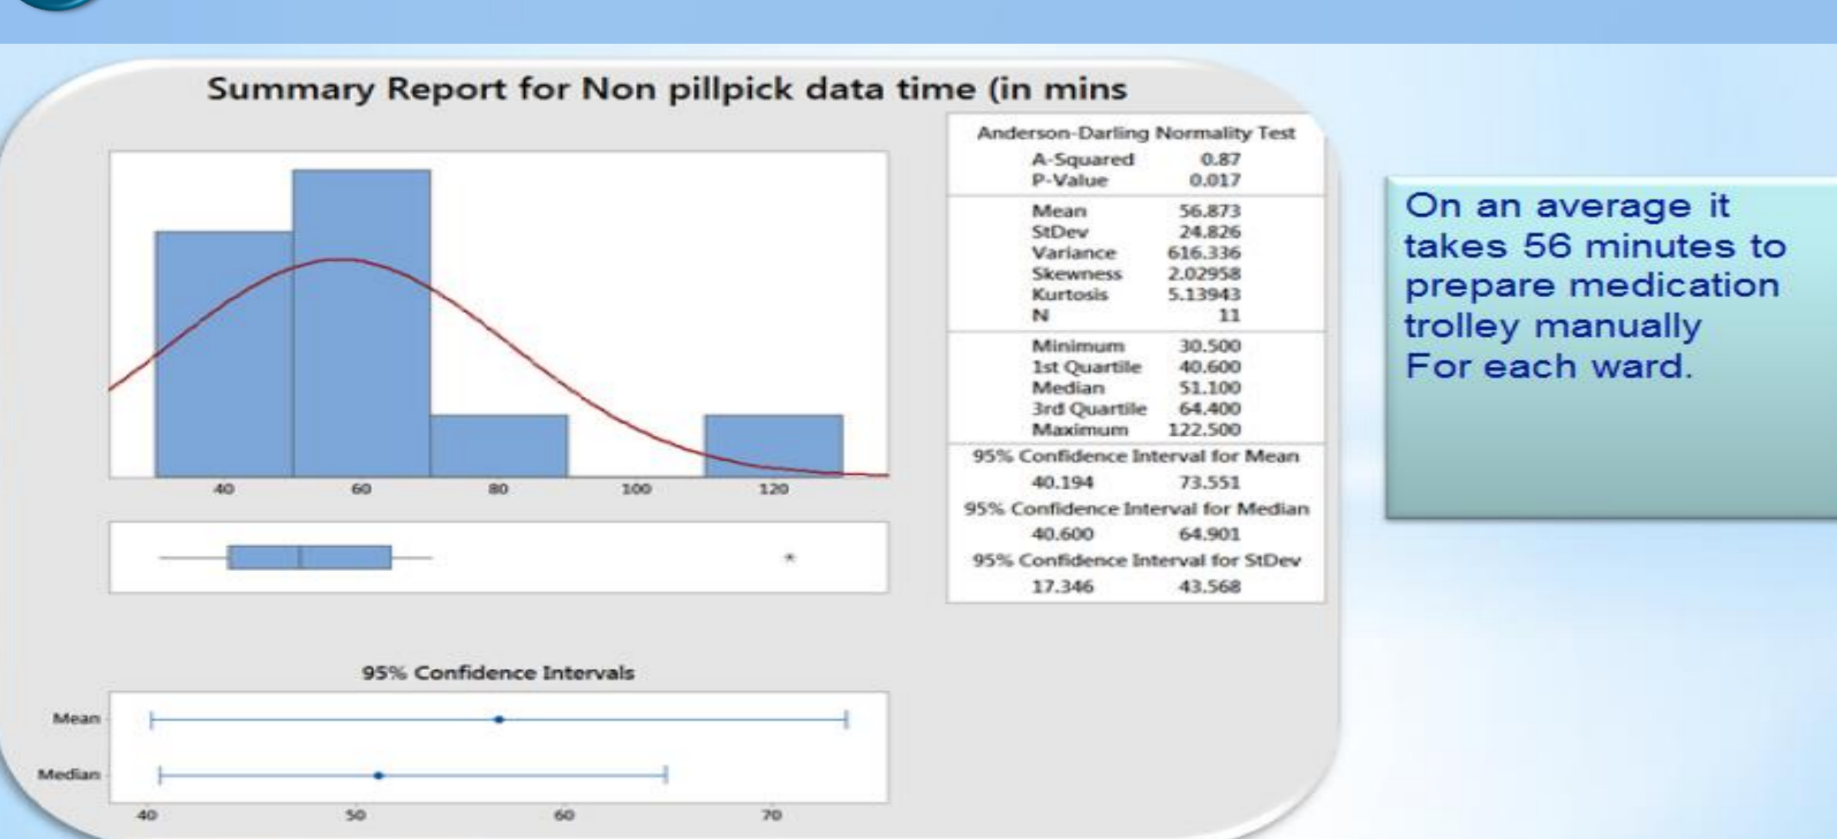 Summary Report for Non pillpick data time (in mins
Anderson-Darling Normality Test
A-Squared 0.87
P-Value 0.017
Mean 56.873
StDev 24.826
Variance 616.336
Skewness 2.02958
Kurtosis 5.13943
N 11
Minimum 30.500
1st Quartile 40.600
Median 51.100
3rd Quartile 64.400
Maximum 122.500
95% Confidence Interval for Mean
40.194 73.551
95% Confidence Interval for Median
40.600 64.901
95% Confidence Interval for StDev
17.346 43.568
40 60 80 100 120
95% Confidence Intervals
Mean
Median
40 50 60 70
On an average it
takes 56 minutes to
prepare medication
trolley manually
For each ward.